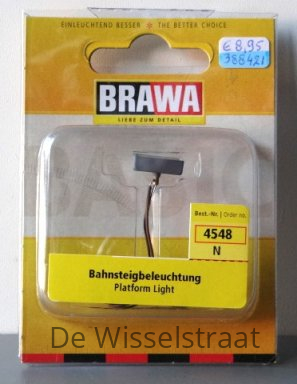 EINLEUCHTEND BESSER ★ THE BETTER CHOICE
€8,95
388421
BRAWA
LIEBE ZUM DETAIL
BASIC
Best.-Nr. | Order no.
4548
N
Bahnsteigbeleuchtung
Platform Light
De Wisselstraat